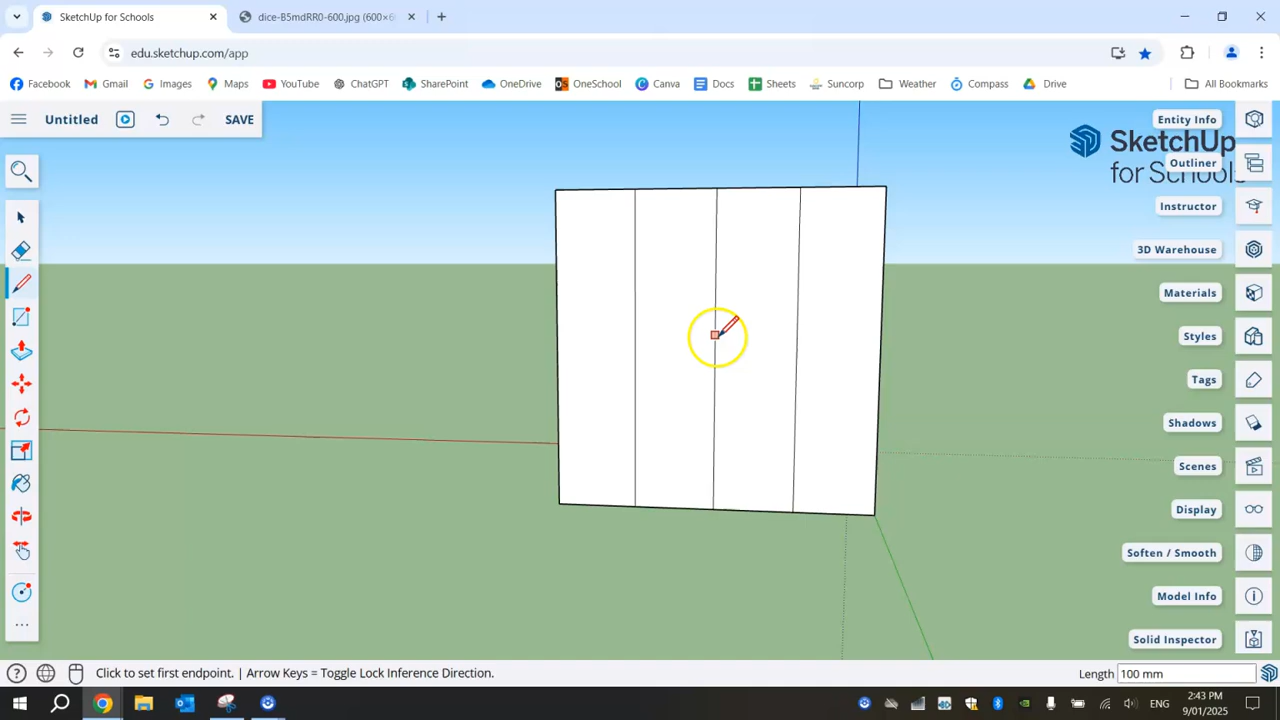 SketchUp for Schools
dice-B5mdRR0-600.jpg (600×6
edu.sketchup.com/app
Facebook
Gmail
Images
Maps
YouTube
ChatGPT
SharePoint
OneDrive
OneSchool
Canva
Docs
Sheets
Suncorp
Weather
Compass
Drive
All Bookmarks
Untitled
SAVE
SketchUp
for Schools
Entity Info
Outliner
Instructor
3D Warehouse
Materials
Styles
Tags
Shadows
Scenes
Display
Soften / Smooth
Model Info
Solid Inspector
Click to set first endpoint. | Arrow Keys = Toggle Lock Inference Direction.
Length 100 mm
ENG
2:43 PM
9/01/2025